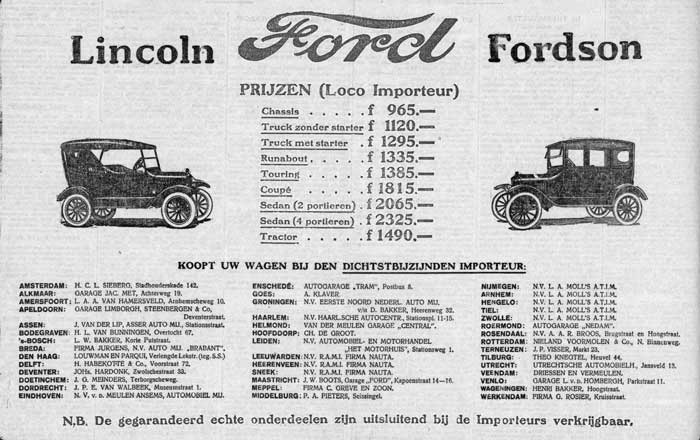 Lincoln Ford Fordson
PRIJZEN (Loco Importeur)
Chassis . . . . . f 965.—
Truck zonder starter f 1120.—
Truck met starter . f 1295.—
Runabout . . . . f 1335.—
Touring . . . . . f 1385.—
Coupé . . . . . f 1815.—
Sedan (2 portieren) . f 2065.—
Sedan (4 portieren) . f 2325.—
Tractor . . . . . f 1490.—
KOOPT UW WAGEN BIJ DEN DICHTSTBIJZIJNDEN IMPORTEUR:
AMSTERDAM: H. C. L. SIEBERG, Stadhouderskade 142.
ALKMAAR: GARAGE JAC. MET, Achterweg 19.
AMERSFOORT: L. A. A. VAN HAMERSVELD, Arnhemscheweg 10.
APELDOORN: GARAGE LIMBORGH, STEENBERGEN & Co,
Deventerstraat.
ASSEN: J. VAN DER LIP, ASSER AUTO MIJ., Stationsstraat.
BODEGRAVEN: H. L. VAN BUNNINGEN, Overtocht 67.
's-BOSCH: L. W. BAKKER, Korte Putstraat.
BREDA: FIRMA JURGENS, N.V. AUTO MIJ. „BRABANT".
DEN HAAG: LOUWMAN EN PARQUI, Verlengde Lekstr. (teg. S.S.)
DELFT: H. HABEKOTTÉ & Co., Voorstraat 72.
DEVENTER: JOHs. HARDONK, Zwolschestraat 33.
DOETINCHEM: J. G. MEINDERS, Terborgscheweg.
DORDRECHT: J. P. E. VAN WALBEEK, Mauvestraat 1.
EINDHOVEN: N. V. v. d. MEULEN ANSEMS, AUTOMOBIEL MIJ.
ENSCHEDÉ: AUTOGARAGE „TRAM", Postbus 8.
GOES: A. KLAVER.
GRONINGEN: N.V. EERSTE NOORD NEDERL. AUTO MIJ.
v/o D. BAKKER, Heerenweg 32.
HAARLEM: N.V. HAARLSCHE AUTOCENTR., Stationspl. 11-15.
HELMOND: VAN DER MEULEN GARAGE „CENTRAL".
HOOFDDORP: CH. DE GROOT.
LEIDEN: N.V. AUTOMOBIEL EN MOTORHANDEL
„HET MOTORHUIS", Stationsweg 1.
LEEUWARDEN: N.V. R.A.M.I. FIRMA NAUTA.
HEERENVEEN: N.V. R.A.M.I. FIRMA NAUTA.
SNEEK: N.V. R.A.M.I. FIRMA NAUTA.
MAASTRICHT: J. W. BOOTS, Garage „FORD", Kapoenstraat 14—16.
MEPPEL: FIRMA C. GREVE EN ZOON.
MIDDELBURG: P. A. PIETERS, Seissingel.
NIJMEGEN: N.V. L. A. MOLL'S A.T.I.M.
ARNHEM: N.V. L. A. MOLL'S A.T.I.M.
HENGELO: N.V. L. A. MOLL'S A.T.I.M.
TIEL: N.V. L. A. MOLL'S A.T.I.M.
ZWOLLE: N.V. L. A. MOLL'S A.T.I.M.
ROERMOND: AUTOGARAGE „NEDAM".
ROSENDAAL: N.V. A. A. R. BROOS, Brugstraat en Hoogstraat.
ROTTERDAM: NIELAND VOORMOLEN & Co., N. Binnenweg.
TERNEUZEN: J. P. VISSER, Markt 23.
TILBURG: THEO KNEGTEL, Heuvel 44.
UTRECHT: UTRECHTSCHE AUTOMOBIELH., Jansveld 13.
VEENDAM: DRIESSEN EN VERMEULEN.
VENLO: GARAGE L. v. d. HOMBERGH, Parkstraat 11.
WAGENINGEN: HENRI BAKKER, Hoogstraat.
WERKENDAM: FIRMA G. ROSIER, Kruisstraat.
N.B. De gegarandeerd echte onderdeelen zijn uitsluitend bij de Importeurs verkrijgbaar.